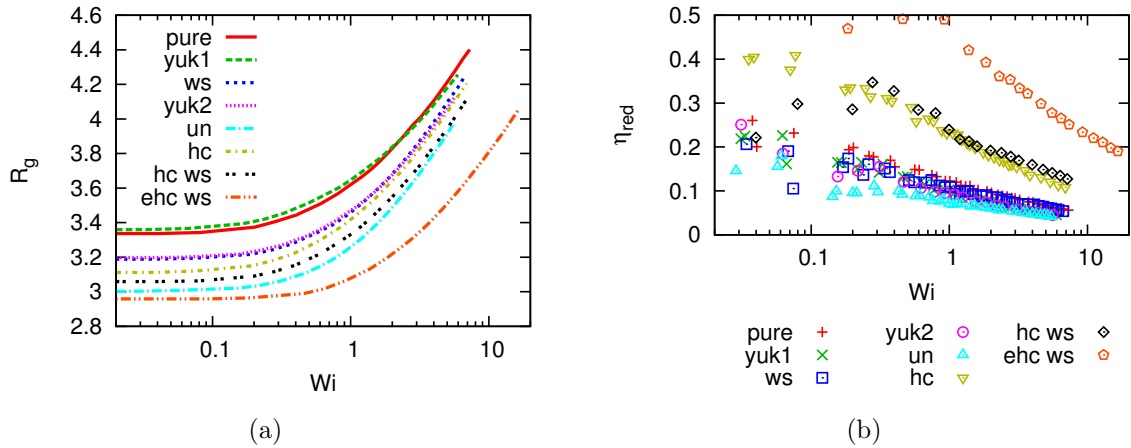 4.6
4.4
4.2
4
3.8
3.6
3.4
3.2
3
2.8
R_g
pure
yuk1
ws
yuk2
un
hc
hc ws
ehc ws
0.1 1 10
Wi
(a)
0.5
0.4
0.3
0.2
0.1
0
η_red
0.1 1 10
Wi
pure yuk2 hc ws
yuk1 un ehc ws
ws hc
(b)